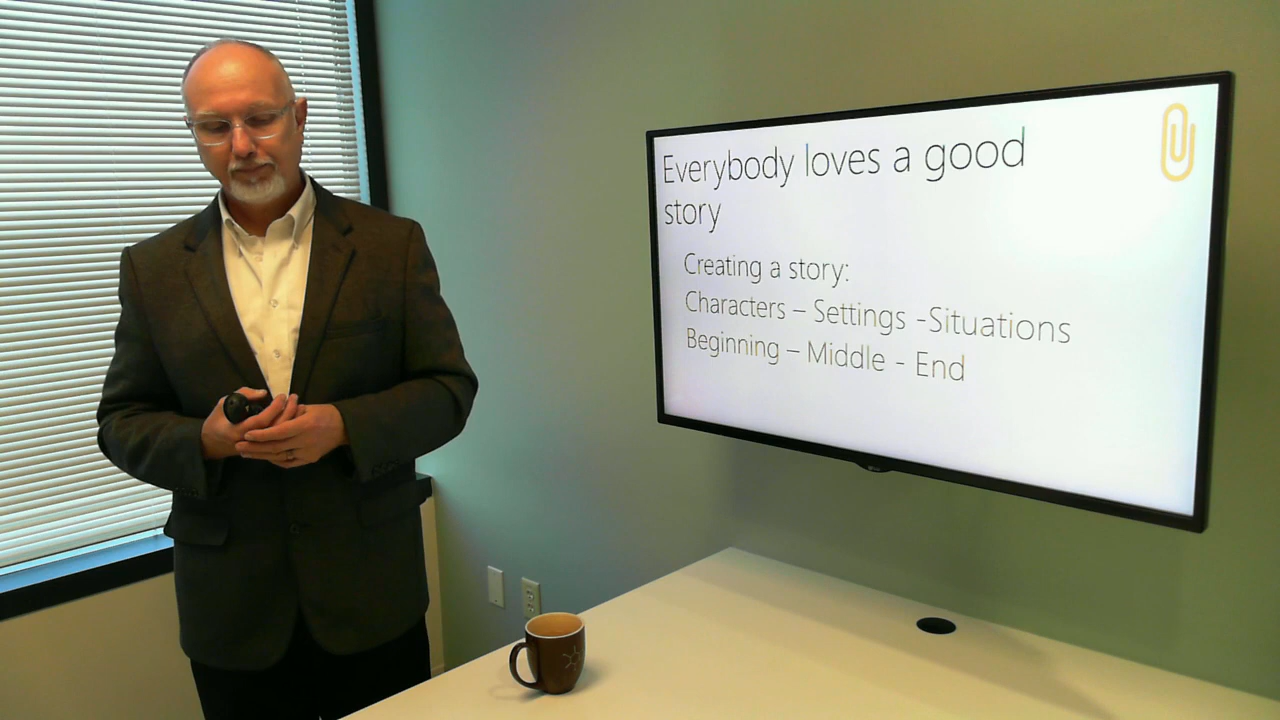 Everybody loves a good
story
Creating a story:
Characters – Settings -Situations
Beginning – Middle - End